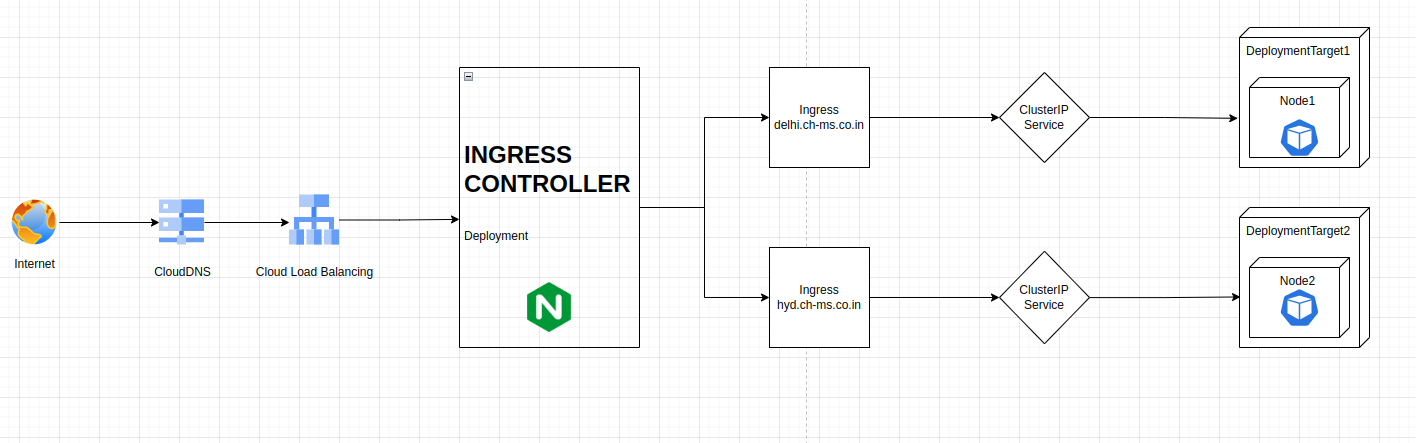 Internet
CloudDNS
Cloud Load Balancing
INGRESS
CONTROLLER
Deployment
N
Ingress
delhi.ch-ms.co.in
ClusterIP
Service
DeploymentTarget1
Node1
Ingress
hyd.ch-ms.co.in
ClusterIP
Service
DeploymentTarget2
Node2